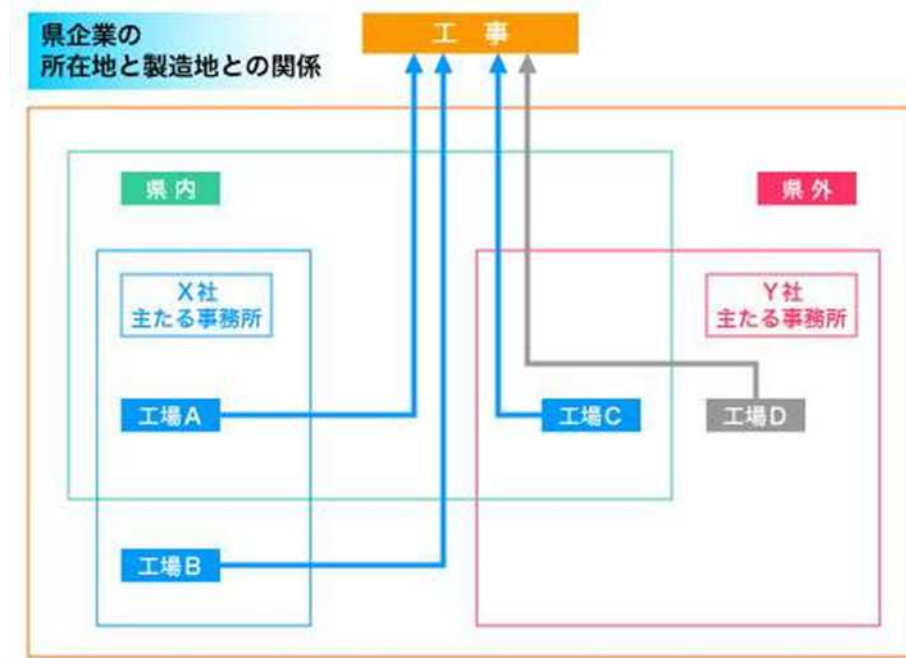 県企業の
所在地と製造地との関係
工事
県内
県外
X社
主たる事務所
Y社
主たる事務所
工場A
工場C
工場D
工場B